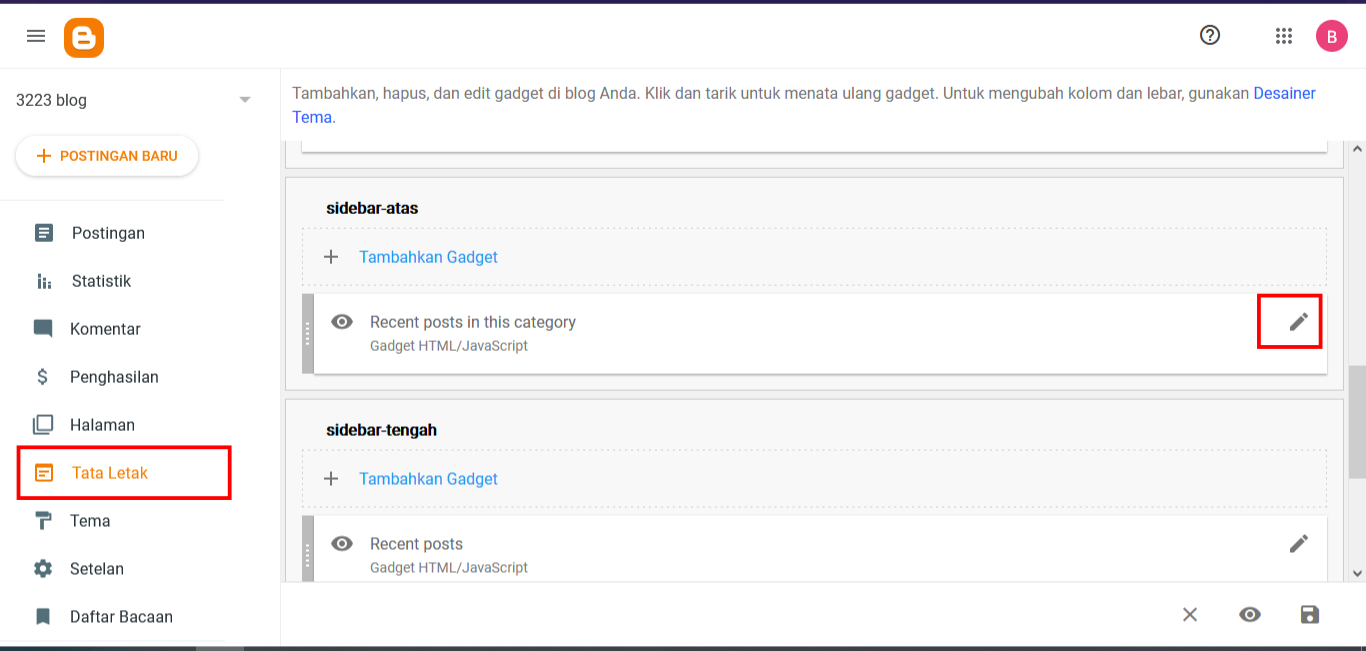 B
3223 blog
POSTINGAN BARU
Postingan
Statistik
Komentar
Penghasilan
Halaman
Tata Letak
Tema
Setelan
Daftar Bacaan
Tambahkan, hapus, dan edit gadget di blog Anda. Klik dan tarik untuk menata ulang gadget. Untuk mengubah kolom dan lebar, gunakan Desainer
Tema.
sidebar-atas
Tambahkan Gadget
Recent posts in this category
Gadget HTML/JavaScript
sidebar-tengah
Tambahkan Gadget
Recent posts
Gadget HTML/JavaScript